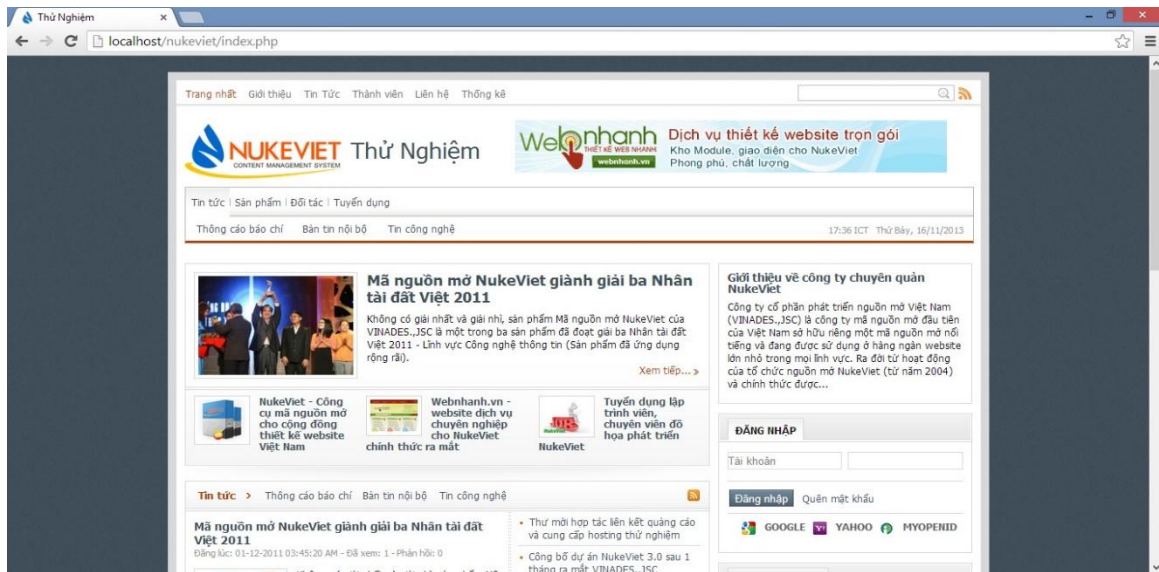 Thử Nghiệm
localhost/nukeviet/index.php
Trang nhất Giới thiệu Tin Tức Thành viên Liên hệ Thống kê
NUKEVIET
CONTENT MANAGEMENT SYSTEM
Thử Nghiệm
Webnhanh
THIẾT KẾ WEB NHANH
webnhanh.vn
Dịch vụ thiết kế website trọn gói
Kho Module, giao diện cho NukeViet
Phong phú, chất lượng
Tin tức Sản phẩm Đối tác Tuyển dụng
Thông cáo báo chí Bản tin nội bộ Tin công nghệ
17:36 ICT Thứ Bảy, 16/11/2013
Mã nguồn mở NukeViet giành giải ba Nhân
tài đất Việt 2011
Không có giải nhất và giải nhì, sản phẩm Mã nguồn mở NukeViet của
VINADES.,JSC là một trong ba sản phẩm đã đoạt giải ba Nhân tài đất
Việt 2011 - Lĩnh vực Công nghệ thông tin (Sản phẩm đã ứng dụng
rộng rãi).
Xem tiếp... »
NukeViet - Công
cụ mã nguồn mở
cho cộng đồng
thiết kế website
Việt Nam
Webnhanh.vn -
website dịch vụ
chuyên nghiệp
cho NukeViet
chính thức ra mắt
Tuyển dụng lập
trình viên,
chuyên viên đồ
họa phát triển
NukeViet
Giới thiệu về công ty chuyên quản
NukeViet
Công ty cổ phần phát triển nguồn mở Việt Nam
(VINADES.,JSC) là công ty mã nguồn mở đầu tiên
của Việt Nam sở hữu riêng một mã nguồn mở nổi
tiếng và đang được sử dụng ở hàng ngàn website
lớn nhỏ trong mọi lĩnh vực. Ra đời từ hoạt động
của tổ chức nguồn mở NukeViet (từ năm 2004)
và chính thức được...
ĐĂNG NHẬP
Tài khoản
Đăng nhập Quên mật khẩu
GOOGLE YAHOO MYOPENID
Tin tức > Thông cáo báo chí Bản tin nội bộ Tin công nghệ
Mã nguồn mở NukeViet giành giải ba Nhân tài đất
Việt 2011
Đăng lúc: 01-12-2011 03:45:20 AM - Đã xem: 1 - Phản hồi: 0
• Thư mời hợp tác liên kết quảng cáo
và cung cấp hosting thử nghiệm
• Công bố dự án NukeViet 3.0 sau 1
tháng ra mắt VINADES.,JSC